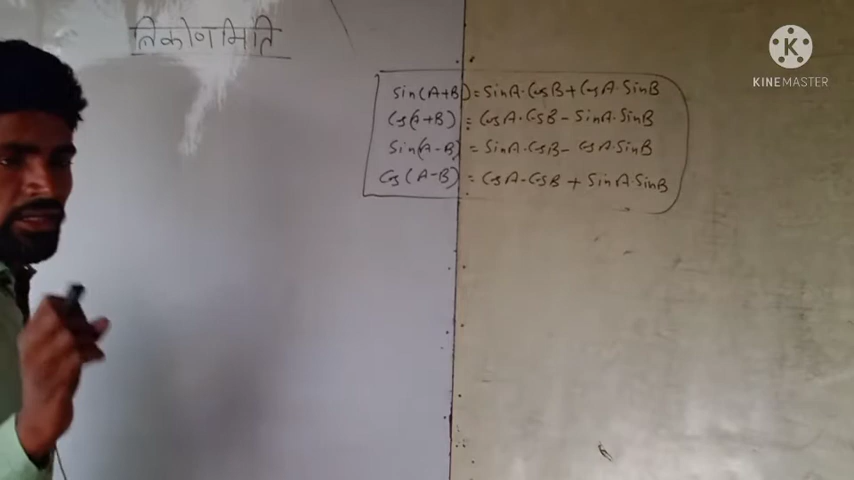 त्रिकोणमिति
K
KINEMASTER
Sin(A+B) = SinA·CosB + CosA·SinB
Cos(A+B) = CosA·CosB - SinA·SinB
Sin(A-B) = SinA·CosB - CosA·SinB
Cos(A-B) = CosA·CosB + SinA·SinB